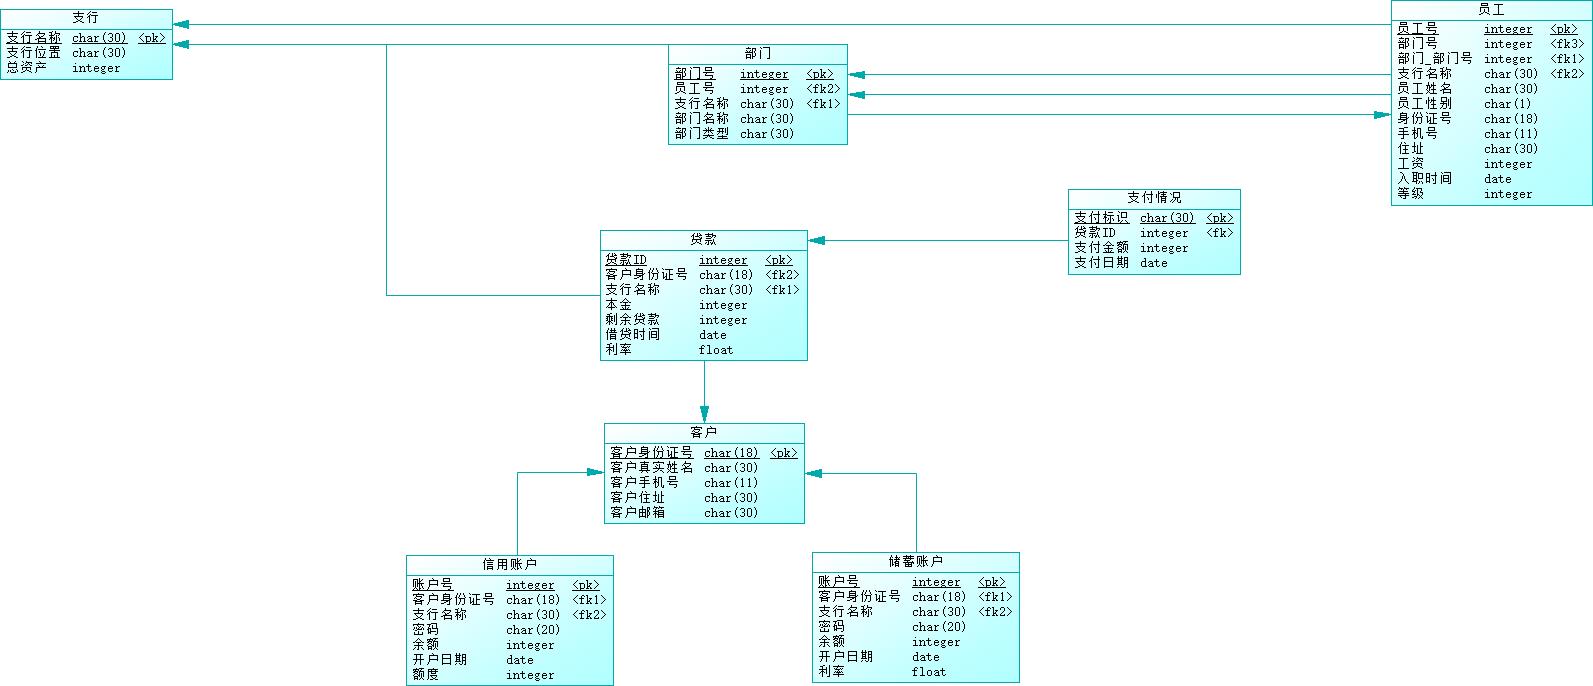 支行
支行名称 char(30) <pk>
支行位置 char(30)
总资产 integer
员工
员工号 integer <pk>
部门号 integer <fk3>
部门_部门号 integer <fk1>
支行名称 char(30) <fk2>
员工姓名 char(30)
员工性别 char(1)
身份证号 char(18)
手机号 char(11)
住址 char(30)
工资 integer
入职时间 date
等级 integer
部门
部门号 integer <pk>
员工号 integer <fk2>
支行名称 char(30) <fk1>
部门名称 char(30)
部门类型 char(30)
支付情况
支付标识 char(30) <pk>
贷款ID integer <fk>
支付金额 integer
支付日期 date
贷款
贷款ID integer <pk>
客户身份证号 char(18) <fk2>
支行名称 char(30) <fk1>
本金 integer
剩余贷款 integer
借贷时间 date
利率 float
客户
客户身份证号 char(18) <pk>
客户真实姓名 char(30)
客户手机号 char(11)
客户住址 char(30)
客户邮箱 char(30)
信用账户
账户号 integer <pk>
客户身份证号 char(18) <fk1>
支行名称 char(30) <fk2>
密码 char(20)
余额 integer
开户日期 date
额度 integer
储蓄账户
账户号 integer <pk>
客户身份证号 char(18) <fk1>
支行名称 char(30) <fk2>
密码 char(20)
余额 integer
开户日期 date
利率 float